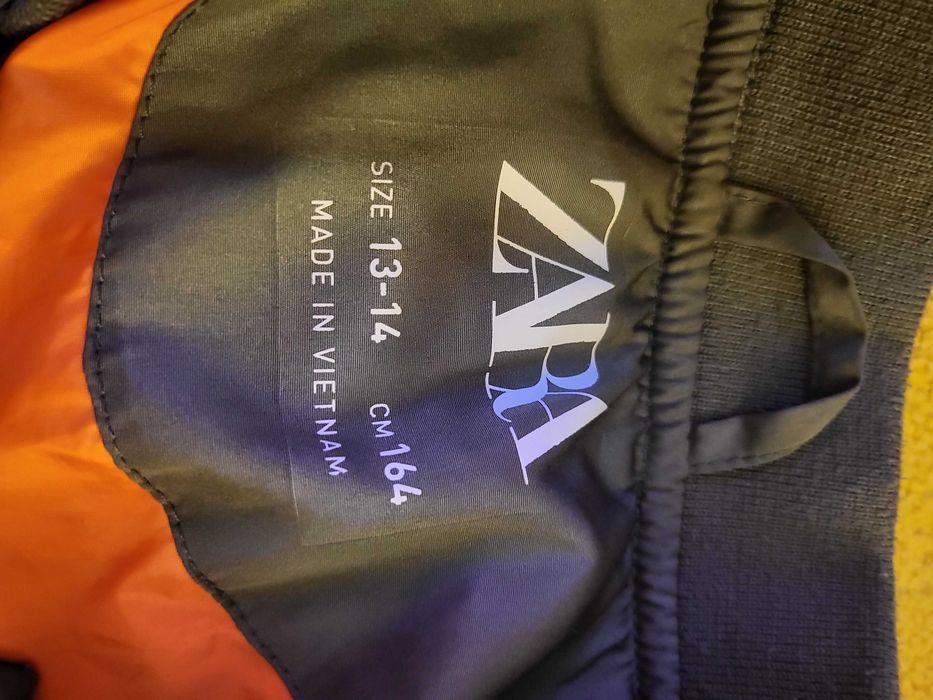 ZARA
SIZE 13-14 CM 164
MADE IN VIETNAM